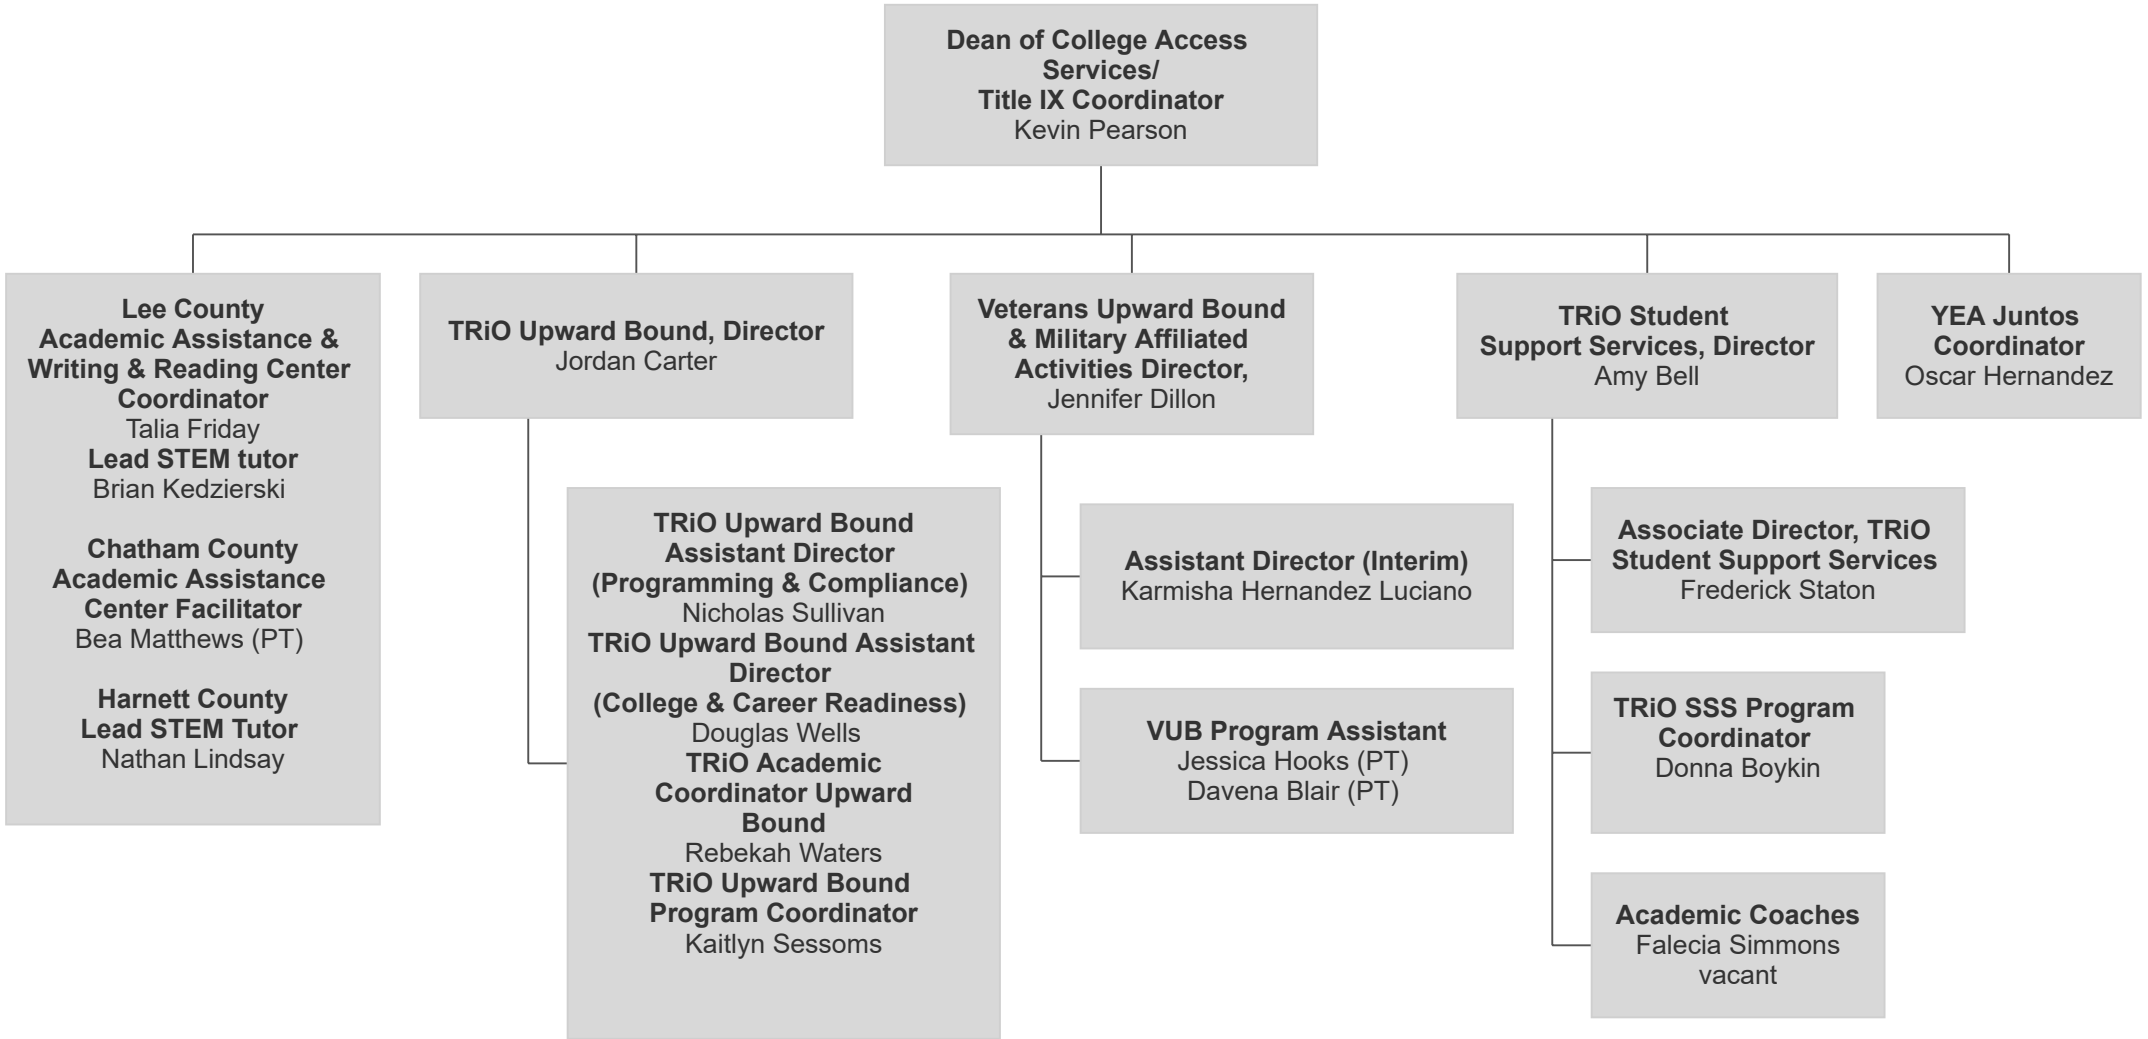 Dean of College Access
Services/
Title IX Coordinator
Kevin Pearson
Lee County
Academic Assistance &
Writing & Reading Center
Coordinator
Talia Friday
Lead STEM tutor
Brian Kedzierski
Chatham County
Academic Assistance
Center Facilitator
Bea Matthews (PT)
Harnett County
Lead STEM Tutor
Nathan Lindsay
TRiO Upward Bound, Director
Jordan Carter
TRiO Upward Bound
Assistant Director
(Programming & Compliance)
Nicholas Sullivan
TRiO Upward Bound Assistant
Director
(College & Career Readiness)
Douglas Wells
TRiO Academic
Coordinator Upward
Bound
Rebekah Waters
TRiO Upward Bound
Program Coordinator
Kaitlyn Sessoms
Veterans Upward Bound
& Military Affiliated
Activities Director,
Jennifer Dillon
Assistant Director (Interim)
Karmisha Hernandez Luciano
VUB Program Assistant
Jessica Hooks (PT)
Davena Blair (PT)
TRiO Student
Support Services, Director
Amy Bell
Associate Director, TRiO
Student Support Services
Frederick Staton
TRiO SSS Program
Coordinator
Donna Boykin
Academic Coaches
Falecia Simmons
vacant
YEA Juntos
Coordinator
Oscar Hernandez